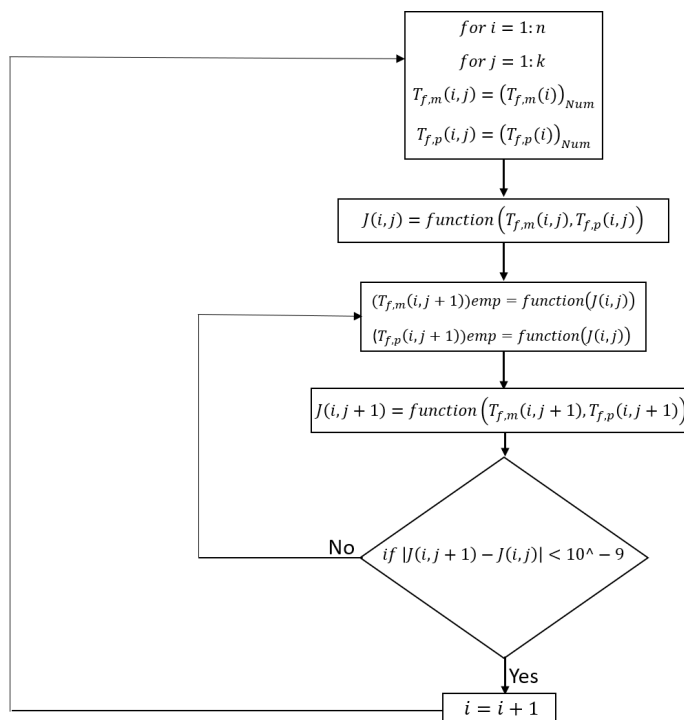 for i = 1: n
for j = 1: k
T_{f,m}(i,j) = (T_{f,m}(i))_{Num}
T_{f,p}(i,j) = (T_{f,p}(i))_{Num}
J(i,j) = function(T_{f,m}(i,j), T_{f,p}(i,j))
(T_{f,m}(i,j + 1))emp = function(J(i,j))
(T_{f,p}(i,j + 1))emp = function(J(i,j))
J(i,j + 1) = function(T_{f,m}(i,j + 1), T_{f,p}(i,j + 1))
if |J(i,j + 1) − J(i,j)| < 10^ − 9
No
Yes
i = i + 1